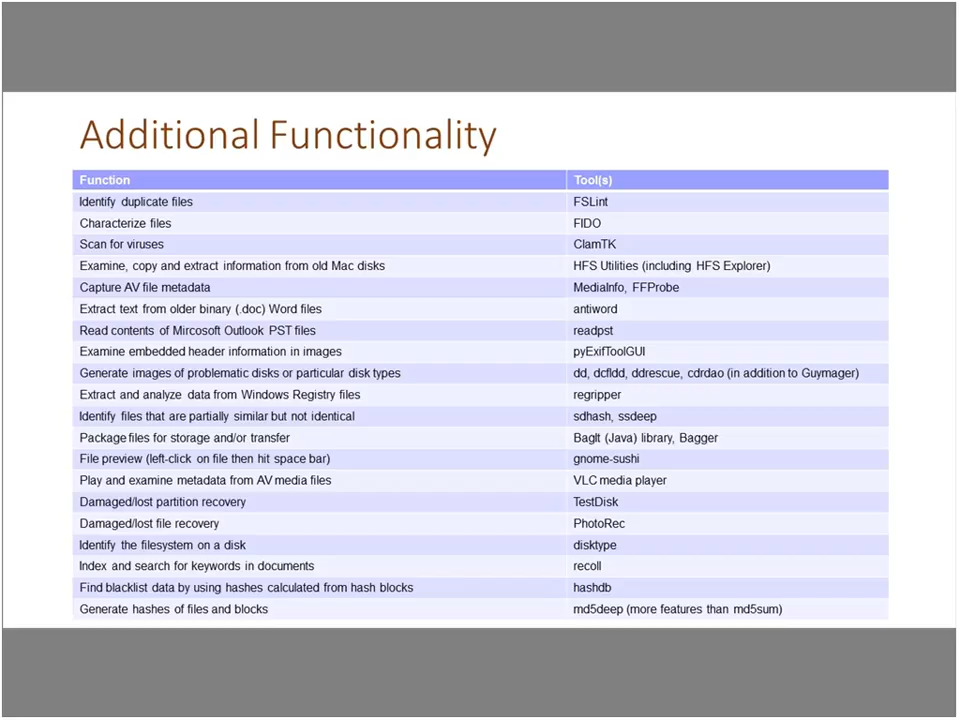 Additional Functionality
Function Tool(s)
Identify duplicate files FSLint
Characterize files FIDO
Scan for viruses ClamTK
Examine, copy and extract information from old Mac disks HFS Utilities (including HFS Explorer)
Capture AV file metadata MediaInfo, FFProbe
Extract text from older binary (.doc) Word files antiword
Read contents of Mircosoft Outlook PST files readpst
Examine embedded header information in images pyExifToolGUI
Generate images of problematic disks or particular disk types dd, dcfldd, ddrescue, cdrdao (in addition to Guymager)
Extract and analyze data from Windows Registry files regripper
Identify files that are partially similar but not identical sdhash, ssdeep
Package files for storage and/or transfer BagIt (Java) library, Bagger
File preview (left-click on file then hit space bar) gnome-sushi
Play and examine metadata from AV media files VLC media player
Damaged/lost partition recovery TestDisk
Damaged/lost file recovery PhotoRec
Identify the filesystem on a disk disktype
Index and search for keywords in documents recoll
Find blacklist data by using hashes calculated from hash blocks hashdb
Generate hashes of files and blocks md5deep (more features than md5sum)